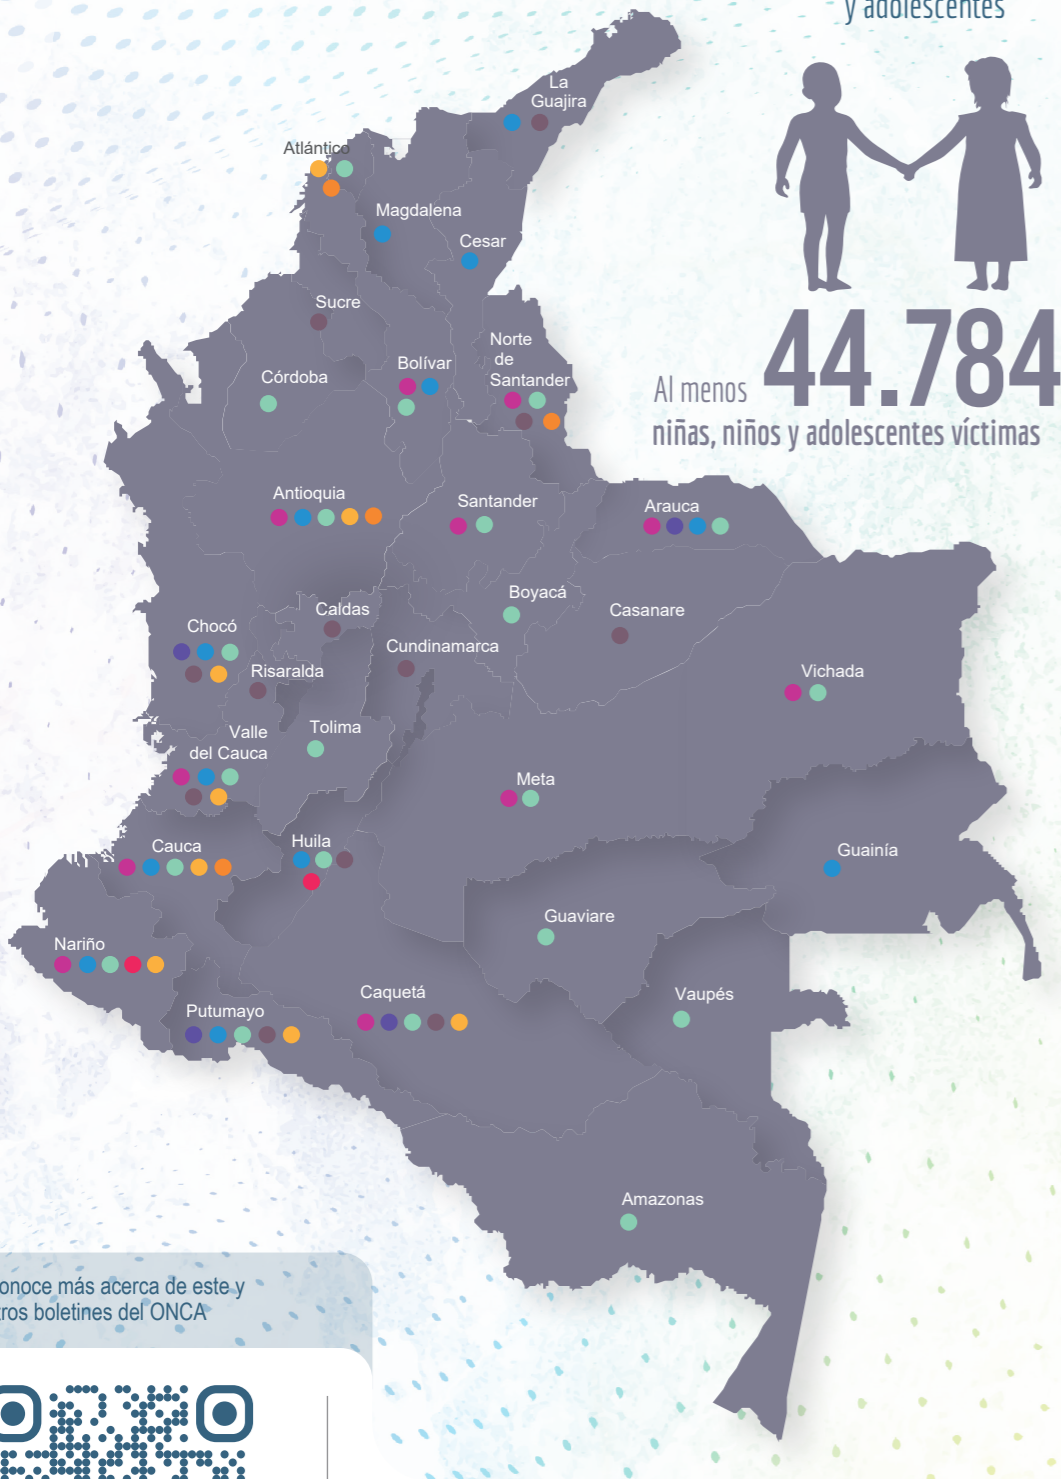 y adolescentes
La
Guajira
Atlántico
Magdalena
Cesar
Sucre
Norte
de
Santander
Bolívar
Córdoba
Al menos 44.784
niñas, niños y adolescentes víctimas
Antioquia
Santander
Arauca
Boyacá
Caldas
Casanare
Chocó
Cundinamarca
Risaralda
Vichada
Valle
del Cauca
Tolima
Meta
Cauca
Huila
Guainía
Guaviare
Nariño
Putumayo
Caquetá
Vaupés
Amazonas
onoce más acerca de este y
tros boletines del ONCA